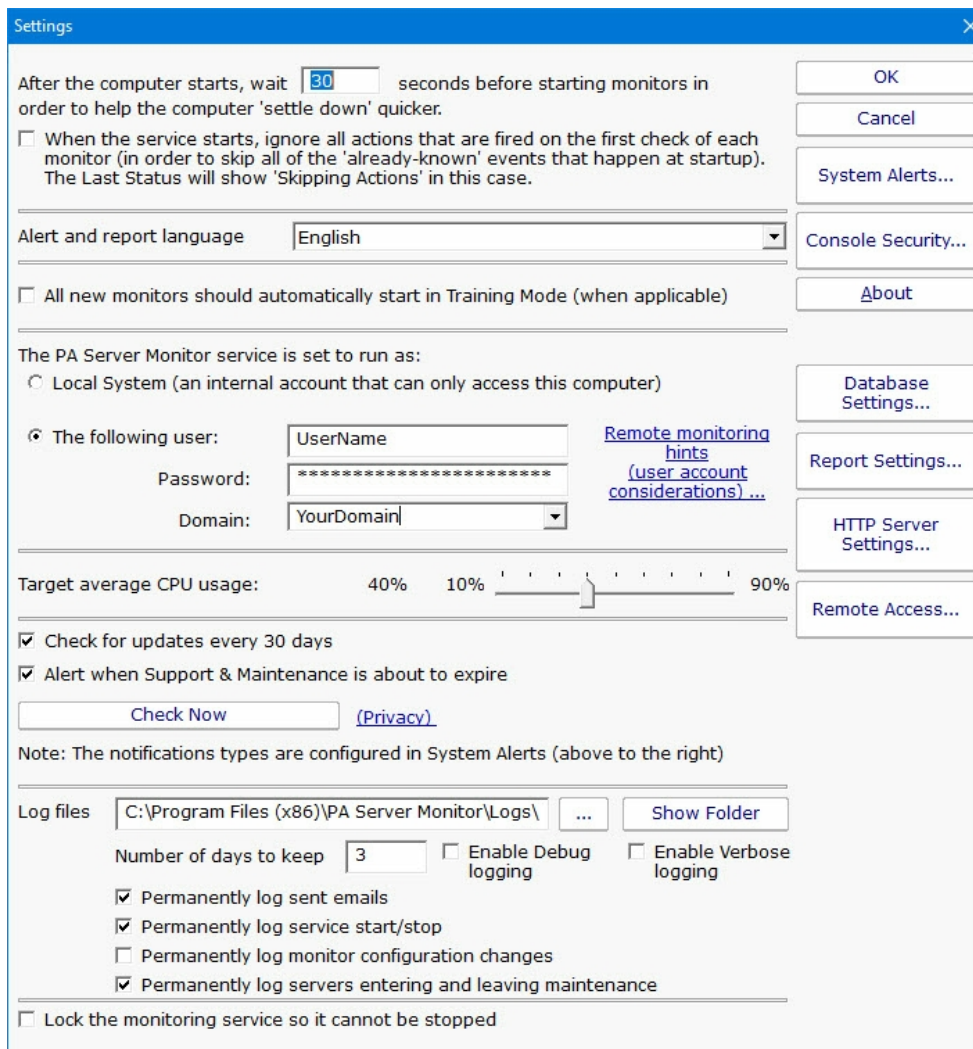 Settings
After the computer starts, wait 30 seconds before starting monitors in
order to help the computer 'settle down' quicker.
When the service starts, ignore all actions that are fired on the first check of each
monitor (in order to skip all of the 'already-known' events that happen at startup).
The Last Status will show 'Skipping Actions' in this case.
Alert and report language English
All new monitors should automatically start in Training Mode (when applicable)
The PA Server Monitor service is set to run as:
Local System (an internal account that can only access this computer)
The following user: UserName
Password: ***********************
Domain: YourDomain
Remote monitoring
hints
(user account
considerations) ...
Target average CPU usage: 40% 10% 90%
Check for updates every 30 days
Alert when Support & Maintenance is about to expire
Check Now (Privacy)
Note: The notifications types are configured in System Alerts (above to the right)
Log files C:\Program Files (x86)\PA Server Monitor\Logs\ ... Show Folder
Number of days to keep 3
Enable Debug
logging
Enable Verbose
logging
Permanently log sent emails
Permanently log service start/stop
Permanently log monitor configuration changes
Permanently log servers entering and leaving maintenance
Lock the monitoring service so it cannot be stopped
OK
Cancel
System Alerts...
Console Security...
About
Database
Settings...
Report Settings...
HTTP Server
Settings...
Remote Access...